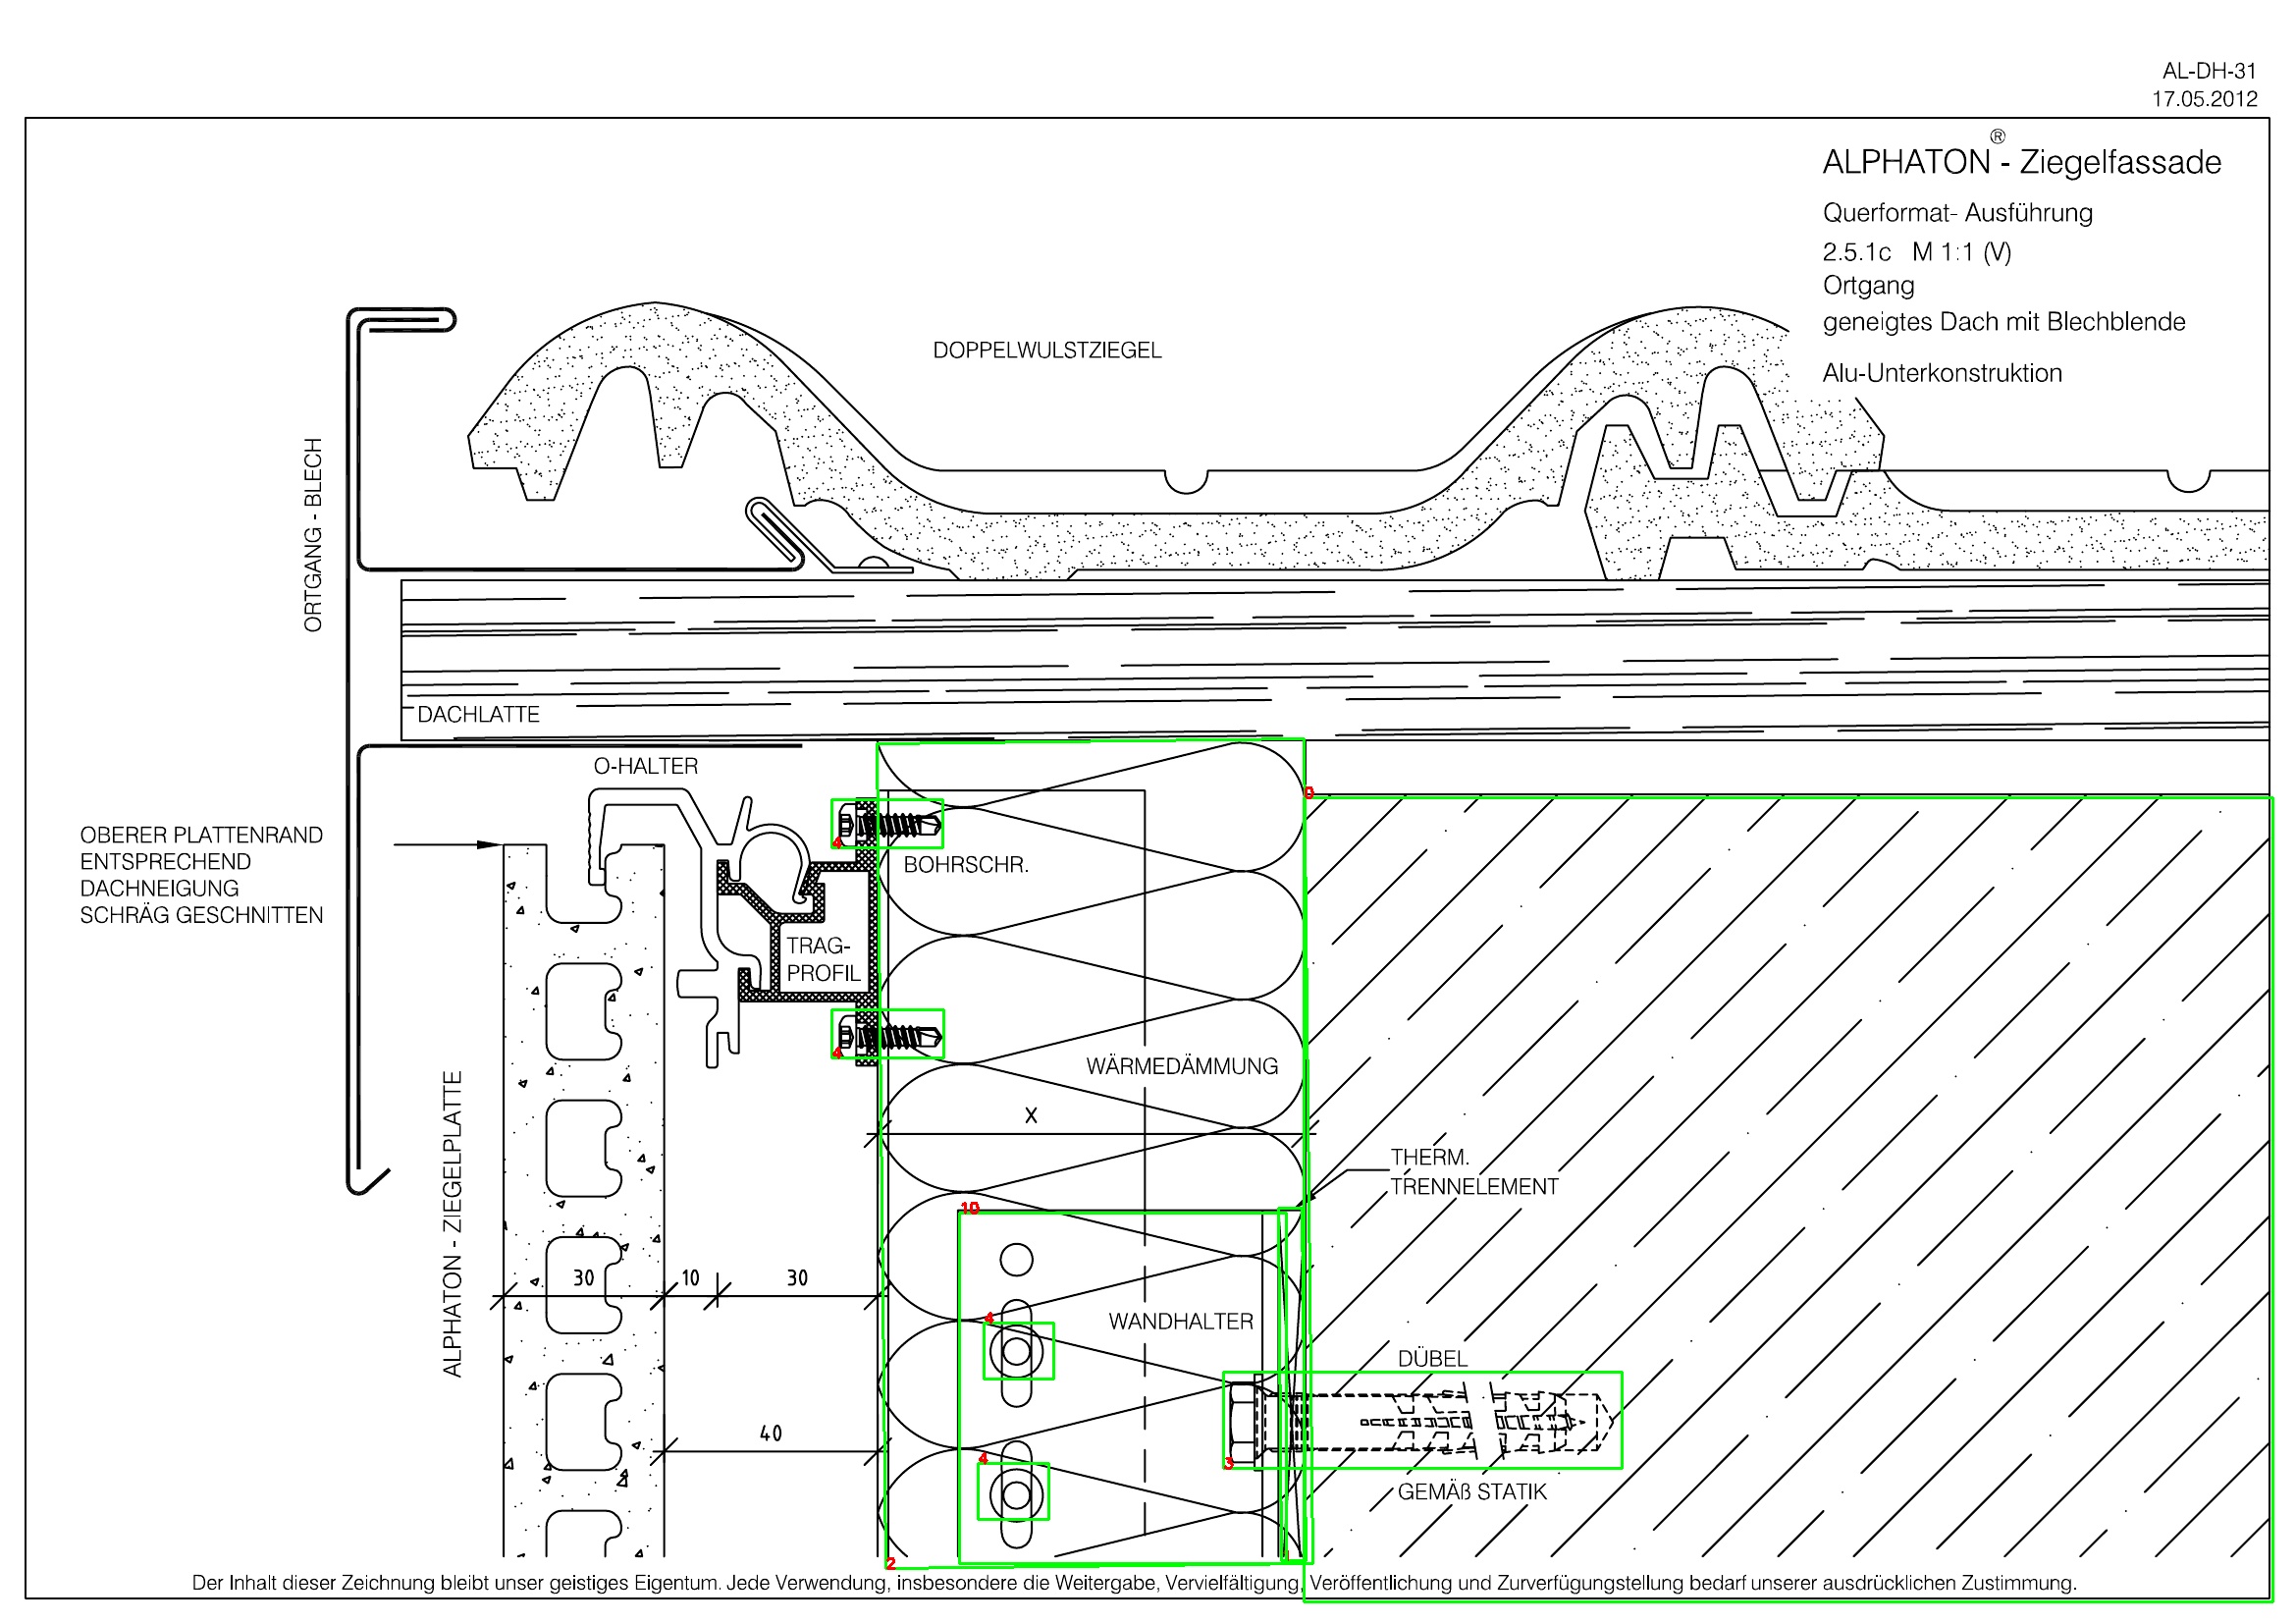 AL-DH-31
17.05.2012
ALPHATON® - Ziegelfassade
Querformat- Ausführung
2.5.1c M 1:1 (V)
Ortgang
geneigtes Dach mit Blechblende
Alu-Unterkonstruktion
DOPPELWULSTZIEGEL
ORTGANG - BLECH
DACHLATTE
O-HALTER
OBERER PLATTENRAND
ENTSPRECHEND
DACHNEIGUNG
SCHRÄG GESCHNITTEN
0
4
BOHRSCHR.
TRAG-
PROFIL
4
WÄRMEDÄMMUNG
X
THERM.
TRENNELEMENT
ALPHATON - ZIEGELPLATTE
10
30
10
30
4
WANDHALTER
DÜBEL
40
4
3
GEMÄß STATIK
2
Der Inhalt dieser Zeichnung bleibt unser geistiges Eigentum. Jede Verwendung, insbesondere die Weitergabe, Vervielfältigung, Veröffentlichung und Zurverfügungstellung bedarf unserer ausdrücklichen Zustimmung.